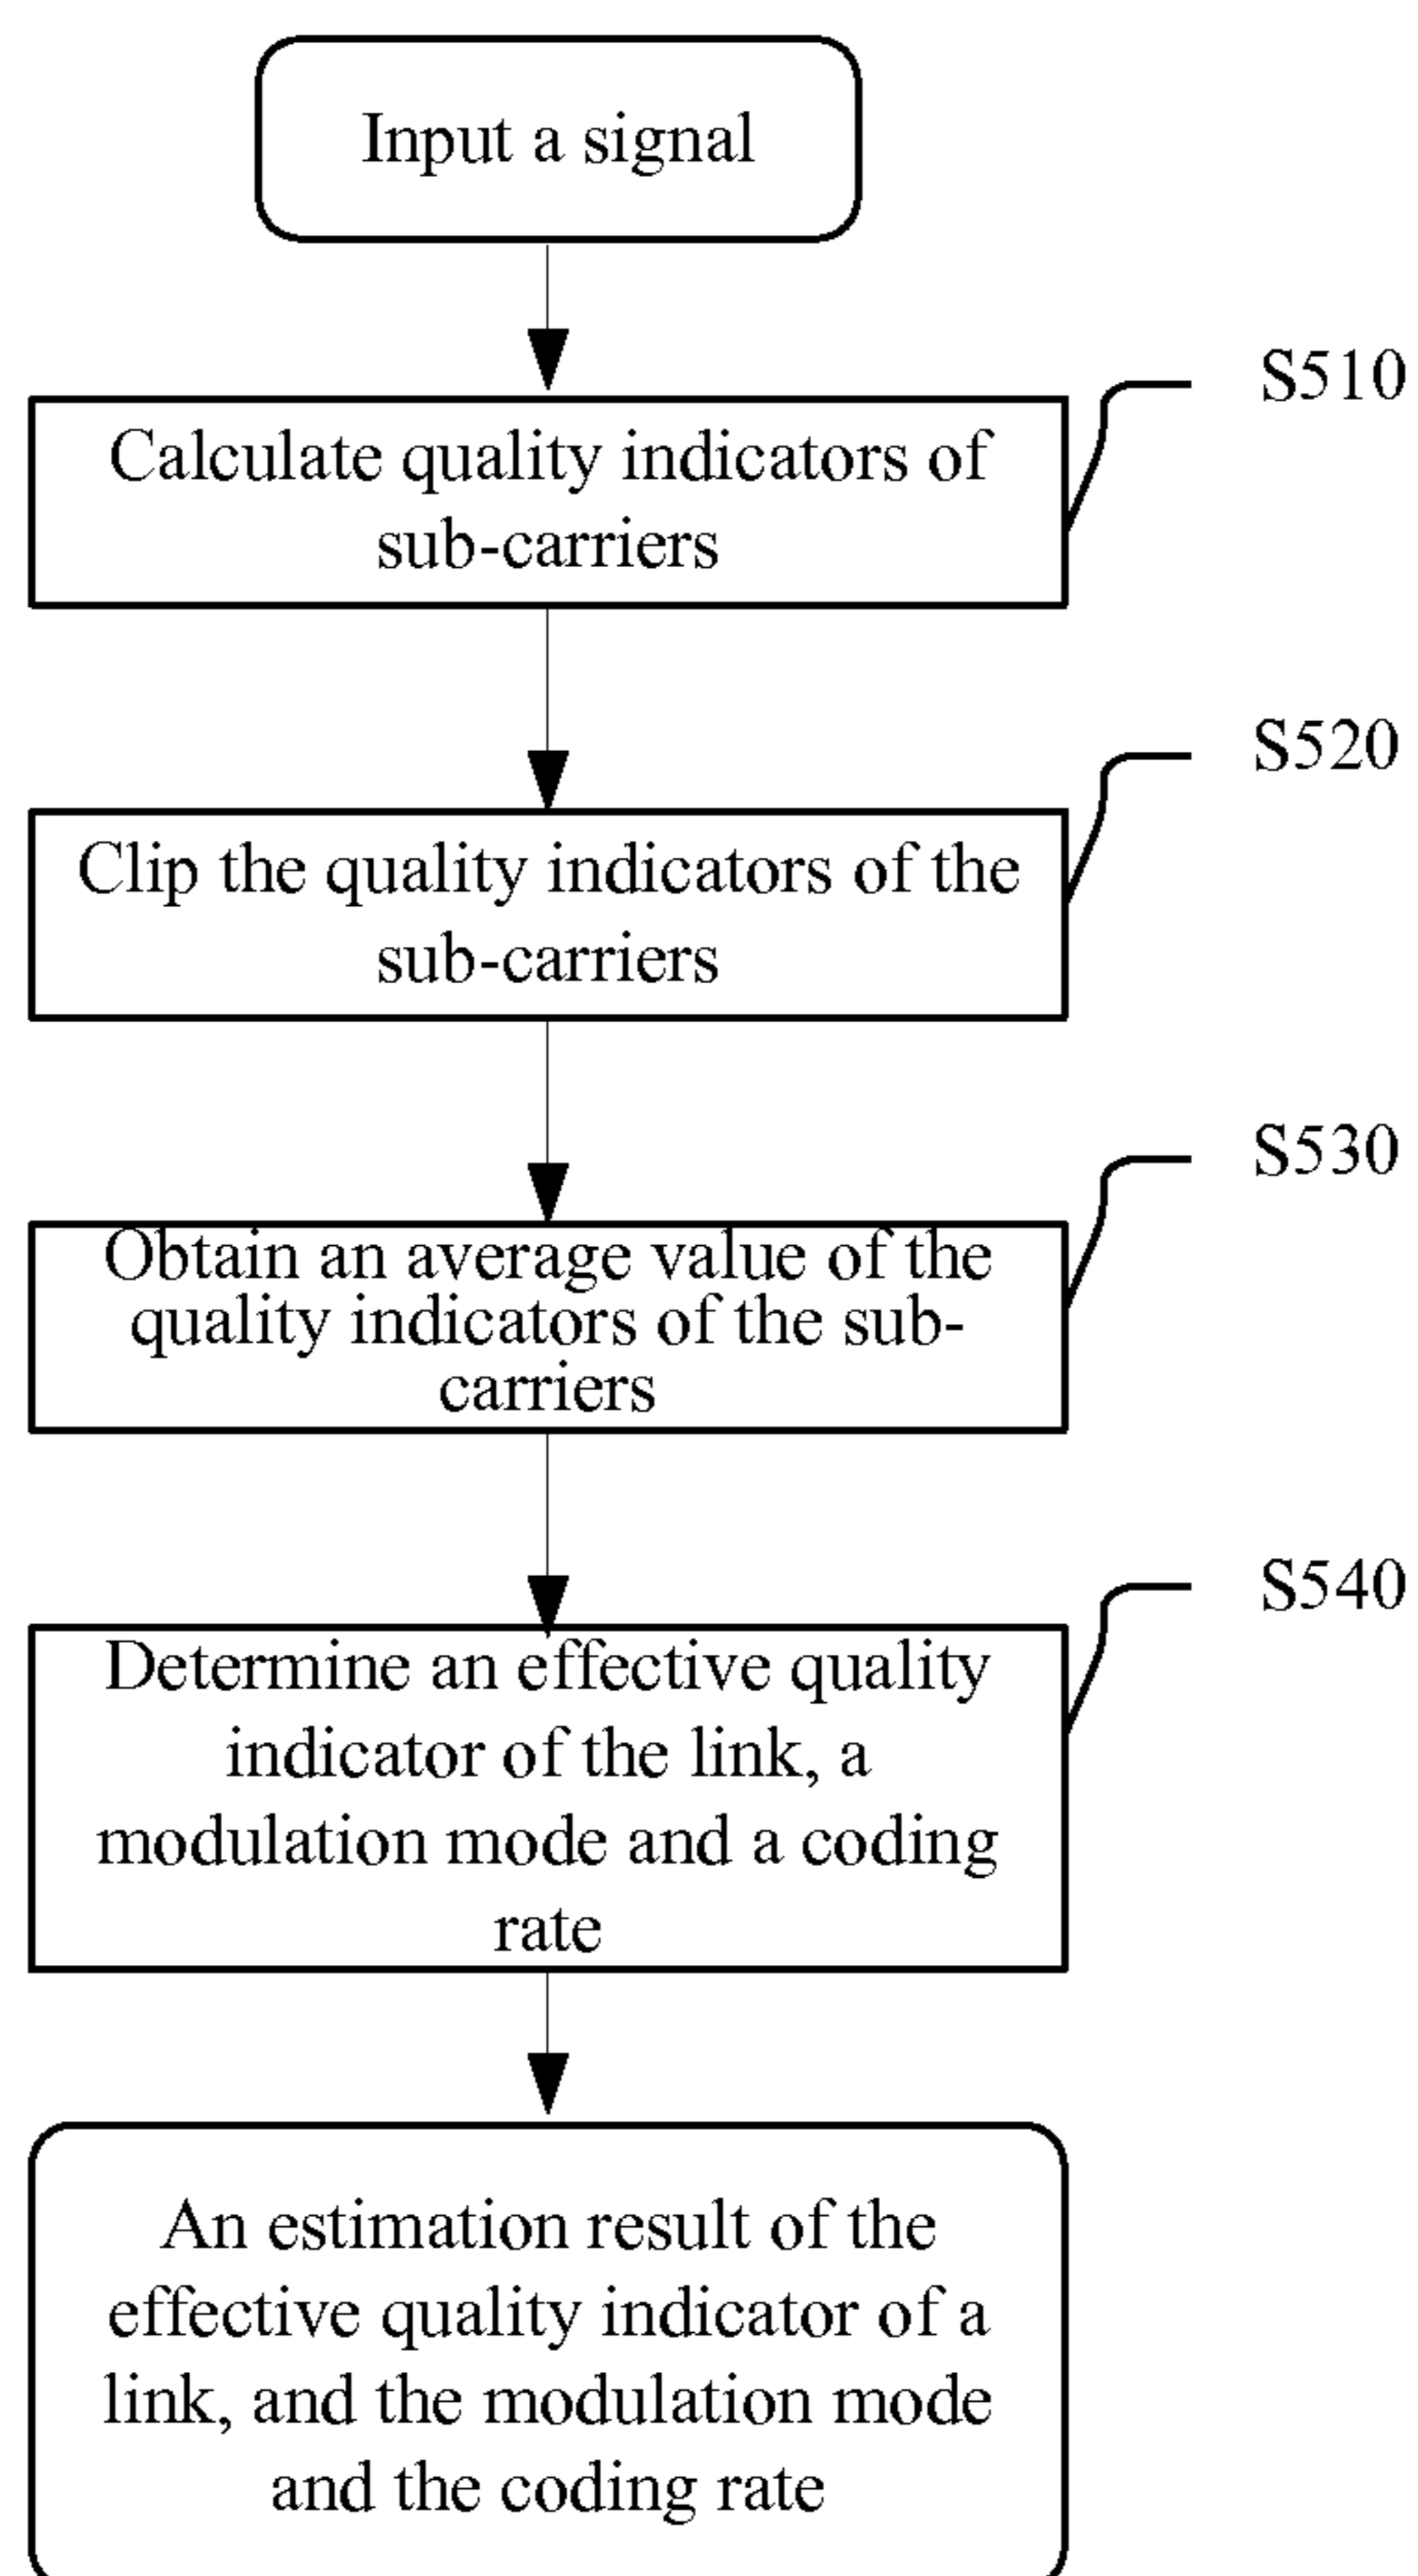 Input a signal
S510
Calculate quality indicators of
sub-carriers
S520
Clip the quality indicators of the
sub-carriers
S530
Obtain an average value of the
quality indicators of the sub-
carriers
S540
Determine an effective quality
indicator of the link, a
modulation mode and a coding
rate
An estimation result of the
effective quality indicator of a
link, and the modulation mode
and the coding rate